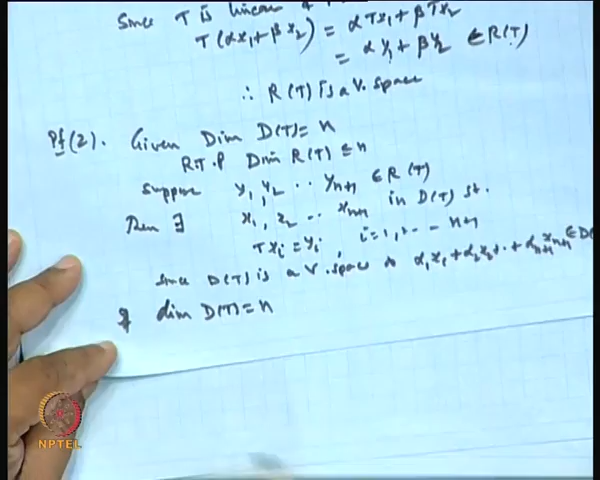 Since T is linear
T(αx₁+βx₂) = αTx₁ + βTx₂
= αy₁ + βy₂ ∈ R(T)
∴ R(T) is a V. space
Pf(2). Given Dim D(T) = n
R.T.P Dim R(T) ≤ n
Suppose y₁, y₂ .. yₙ₊₁ ∈ R(T)
Then ∃ x₁, x₂ .. xₙ₊₁ in D(T) st.
Txᵢ = yᵢ , i=1, .. - n+1
Since D(T) is a V. space so α₁x₁+α₂x₂+..+αₙ₊₁xₙ₊₁ ∈ D(
& dim D(T) = n
NPTEL